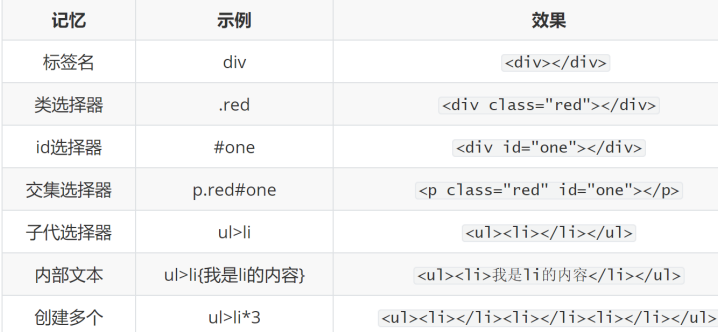 记忆 示例 效果
标签名 div <div></div>
类选择器 .red <div class="red"></div>
id选择器 #one <div id="one"></div>
交集选择器 p.red#one <p class="red" id="one"></p>
子代选择器 ul>li <ul><li></li></ul>
内部文本 ul>li{我是li的内容} <ul><li>我是li的内容</li></ul>
创建多个 ul>li*3 <ul><li></li><li></li><li></li></ul>